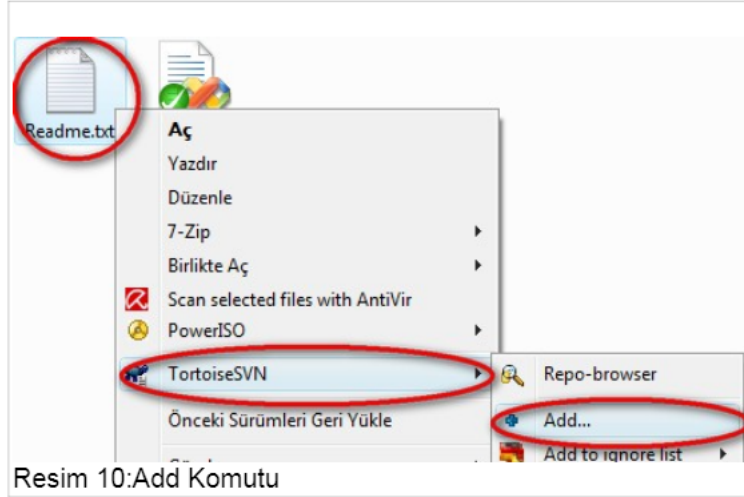 Readme.txt
Aç
Yazdır
Düzenle
7-Zip
Birlikte Aç
Scan selected files with AntiVir
PowerISO
TortoiseSVN
Repo-browser
Önceki Sürümleri Geri Yükle
Add...
Add to ignore list
Resim 10:Add Komutu